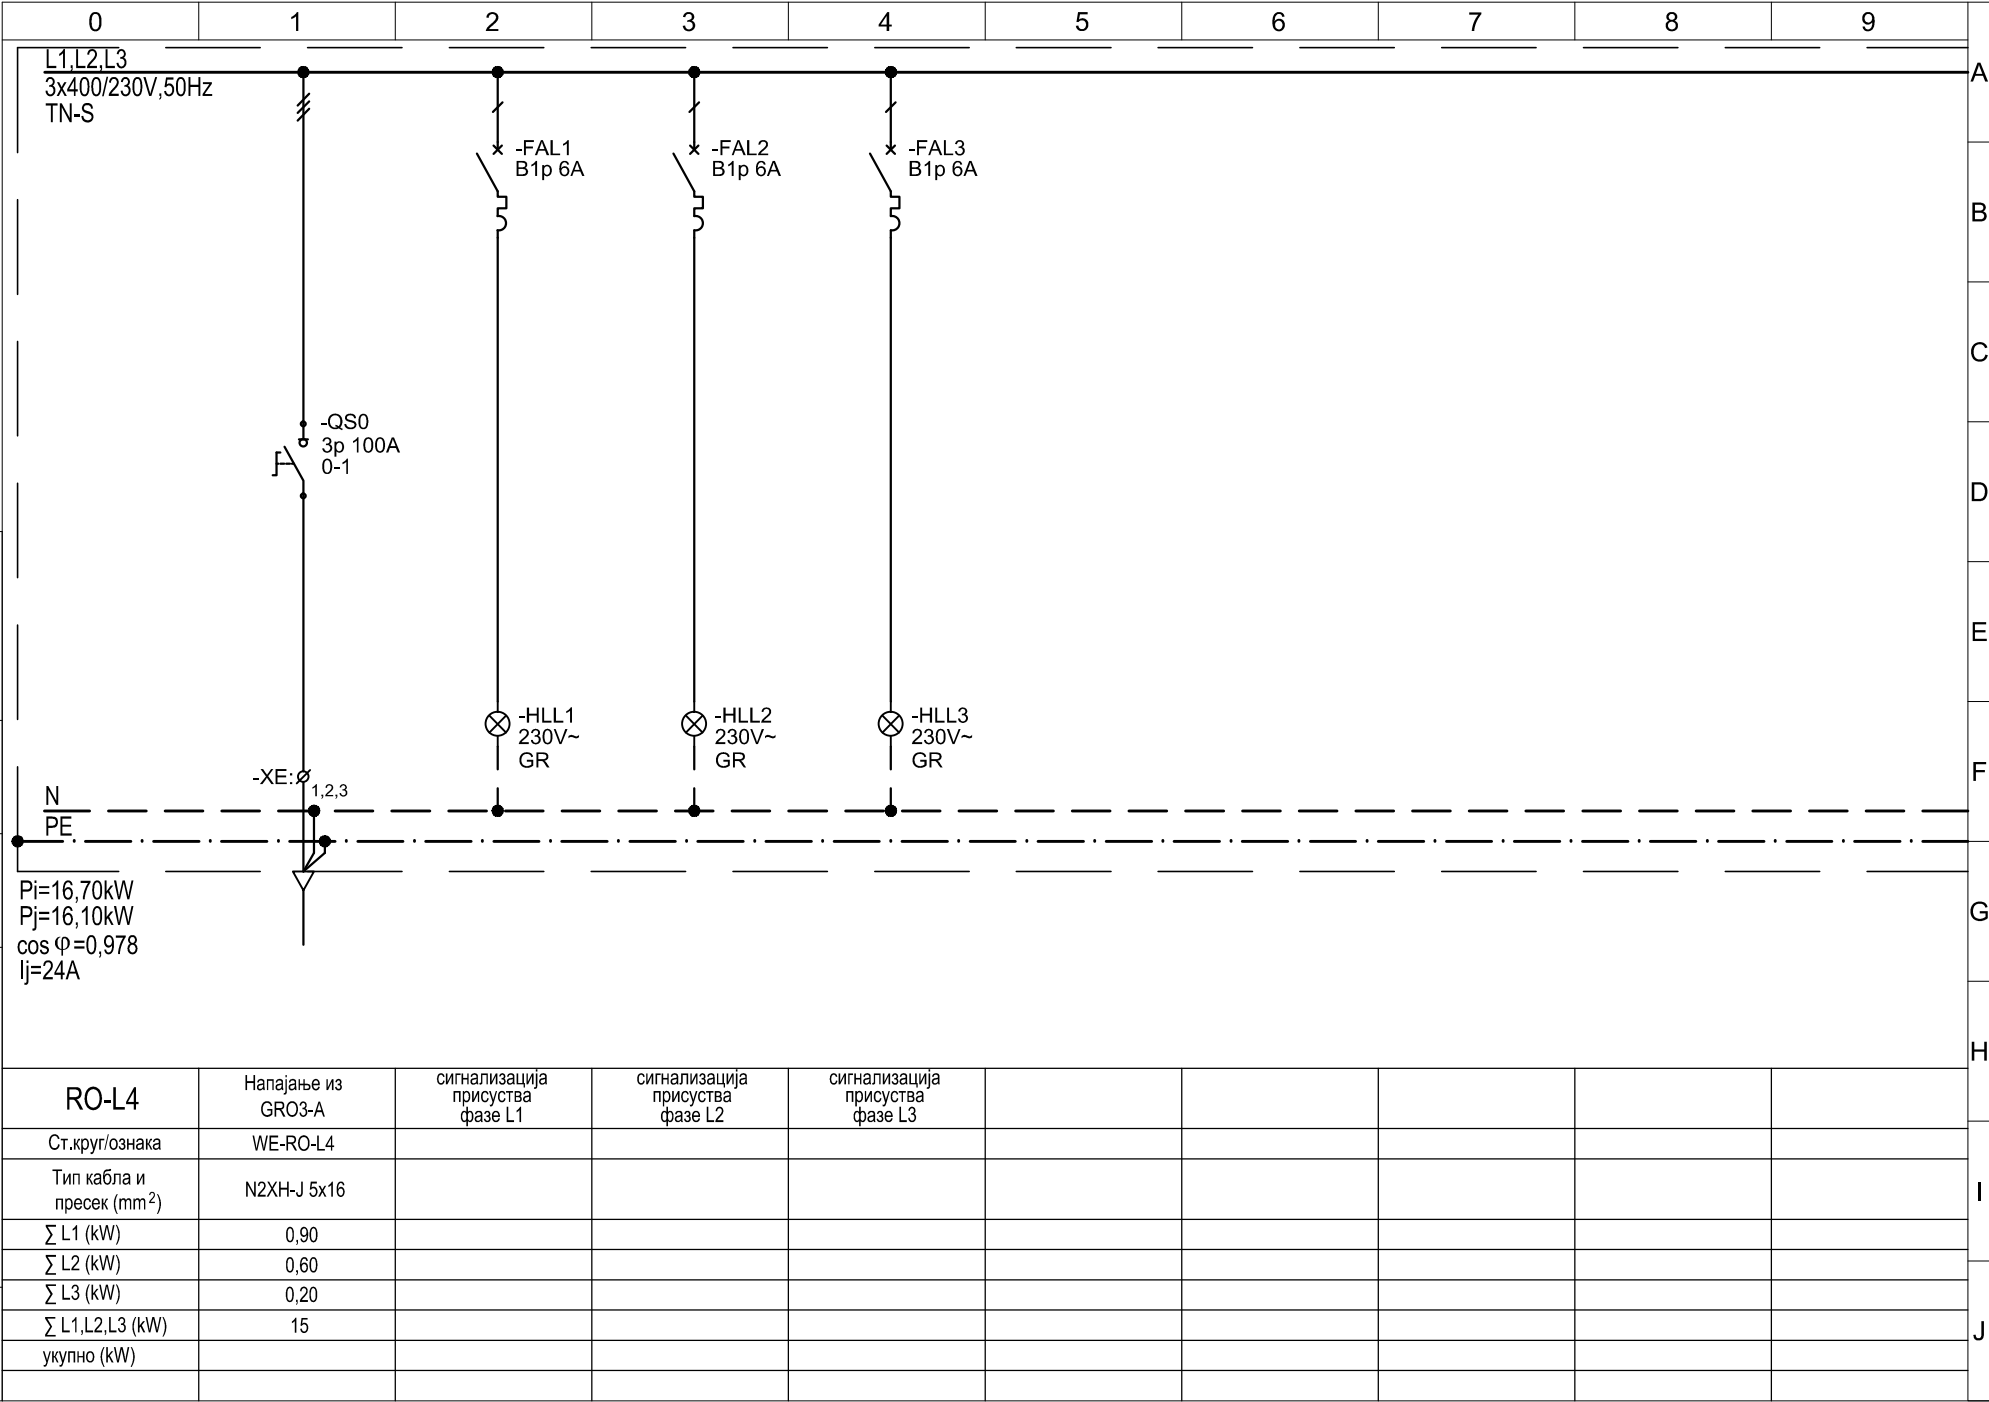 0 1 2 3 4 5 6 7 8 9
A
B
C
D
E
F
G
H
I
J
L1,L2,L3
3x400/230V,50Hz
TN-S
-FAL1
B1p 6A
-FAL2
B1p 6A
-FAL3
B1p 6A
-QS0
3p 100A
0-1
-HLL1
230V~
GR
-HLL2
230V~
GR
-HLL3
230V~
GR
-XE:
1,2,3
N
PE
Pi=16,70kW
Pj=16,10kW
cos φ=0,978
Ij=24A
RO-L4
Напајање из
GRO3-A
сигнализација
присуства
фазе L1
сигнализација
присуства
фазе L2
сигнализација
присуства
фазе L3
Ст.круг/ознака WE-RO-L4
Тип кабла и
пресек (mm²)
N2XH-J 5x16
∑ L1 (kW) 0,90
∑ L2 (kW) 0,60
∑ L3 (kW) 0,20
∑ L1,L2,L3 (kW) 15
укупно (kW)